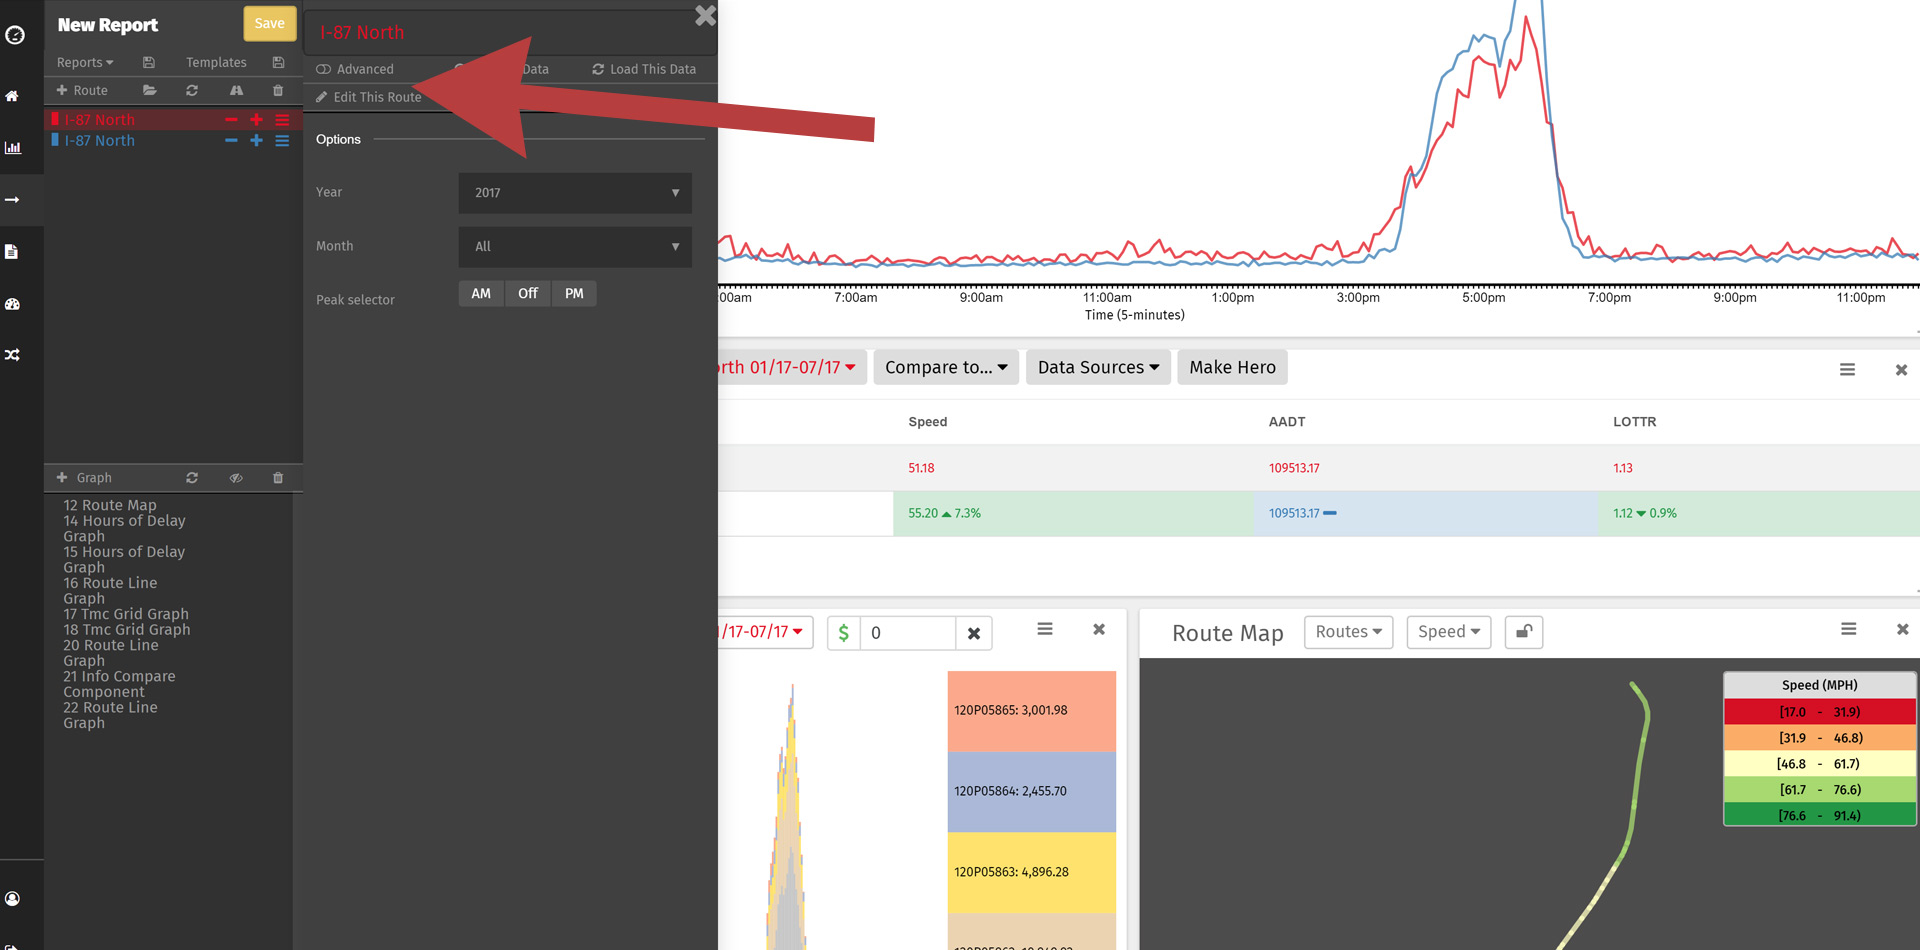 New Report
Save
Reports
Templates
Route
I-87 North
I-87 North
Graph
12 Route Map
14 Hours of Delay
Graph
15 Hours of Delay
Graph
16 Route Line
Graph
17 Tmc Grid Graph
18 Tmc Grid Graph
20 Route Line
Graph
21 Info Compare
Component
22 Route Line
Graph
I-87 North
Advanced
Data
Load This Data
Edit This Route
Options
Year
2017
Month
All
Peak selector
AM
Off
PM
:00am
7:00am
9:00am
11:00am
1:00pm
3:00pm
5:00pm
7:00pm
9:00pm
11:00pm
Time (5-minutes)
orth 01/17-07/17
Compare to...
Data Sources
Make Hero
Speed
AADT
LOTTR
51.18
109513.17
1.13
55.20 ▲ 7.3%
109513.17
1.12 ▼ 0.9%
/17-07/17
$
0
120P05865: 3,001.98
120P05864: 2,455.70
120P05863: 4,896.28
Route Map
Routes
Speed
Speed (MPH)
[17.0 - 31.9)
[31.9 - 46.8)
[46.8 - 61.7)
[61.7 - 76.6)
[76.6 - 91.4)